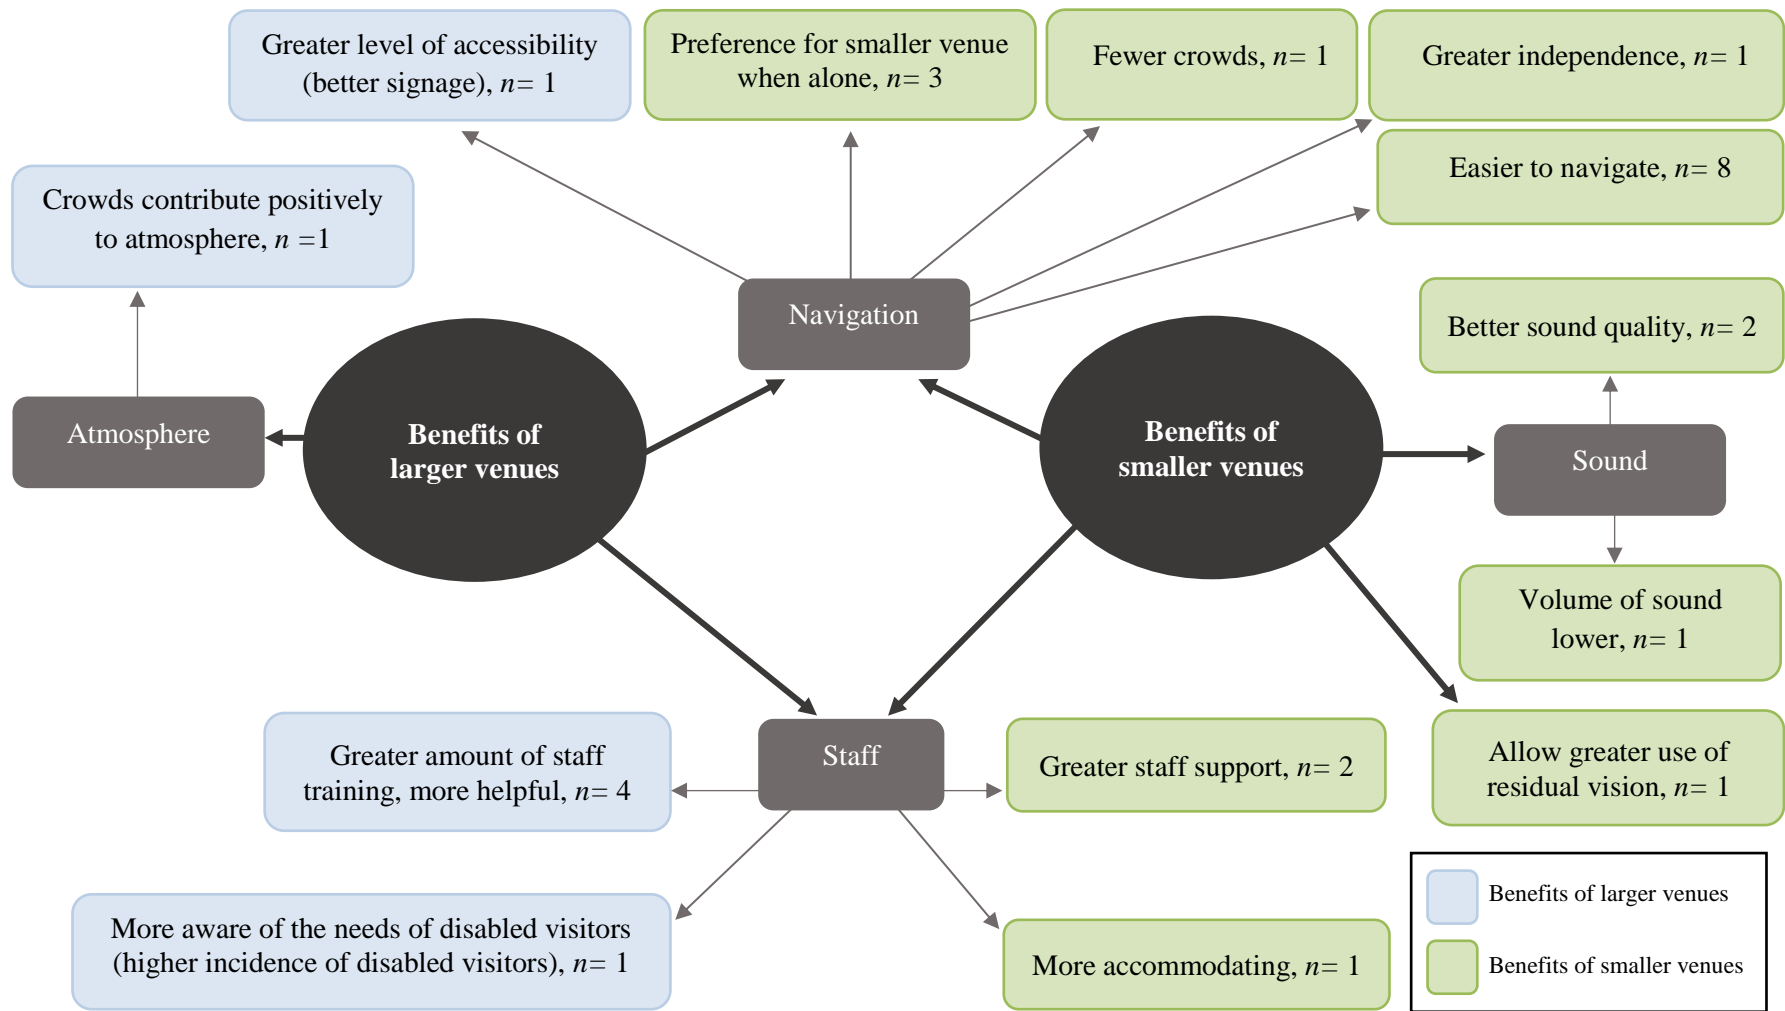 Greater level of accessibility
(better signage), n= 1
Preference for smaller venue
when alone, n= 3
Fewer crowds, n= 1
Greater independence, n= 1
Easier to navigate, n= 8
Crowds contribute positively
to atmosphere, n =1
Navigation
Better sound quality, n= 2
Atmosphere
Benefits of
larger venues
Benefits of
smaller venues
Sound
Volume of sound
lower, n= 1
Greater amount of staff
training, more helpful, n= 4
Staff
Greater staff support, n= 2
Allow greater use of
residual vision, n= 1
More aware of the needs of disabled visitors
(higher incidence of disabled visitors), n= 1
More accommodating, n= 1
Benefits of larger venues
Benefits of smaller venues